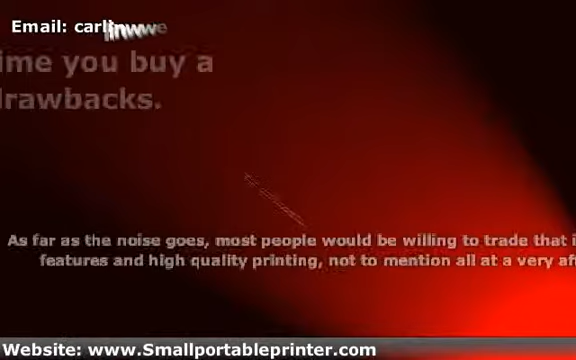 Email: carl
ime you buy a
drawbacks.
As far as the noise goes, most people would be willing to trade that i
features and high quality printing, not to mention all at a very aff
Website: www.Smallportableprinter.com